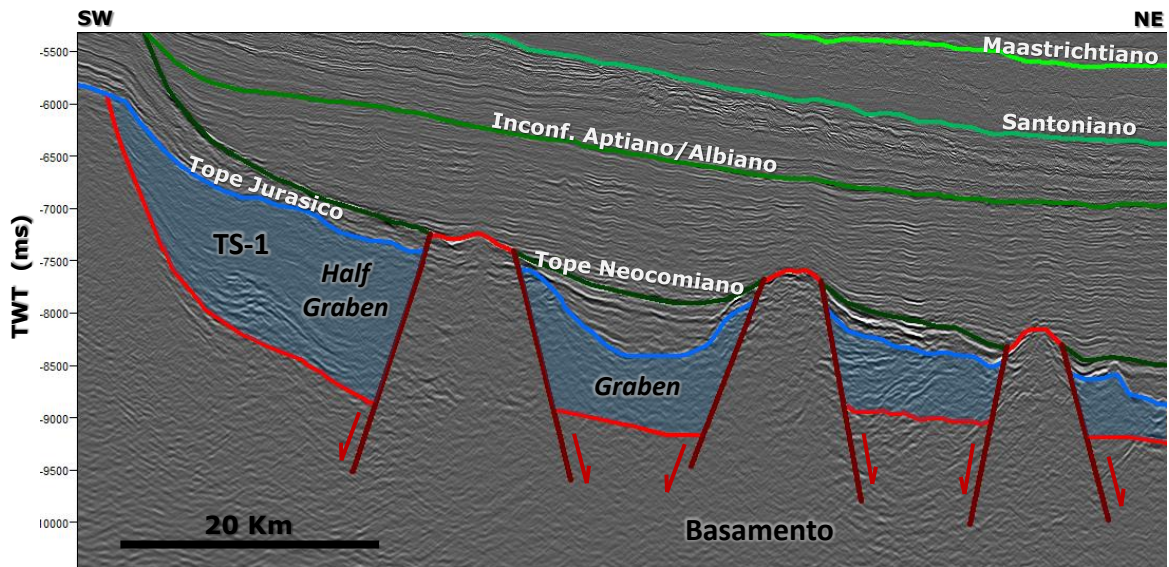 SW
NE
TWT (ms)
-5500
-6000
-6500
-7000
-7500
-8000
-8500
-9000
-9500
10000
Maastrichtiano
Santoniano
Inconf. Aptiano/Albiano
Tope Jurasico
TS-1
Half
Graben
Tope Neocomiano
Graben
20 Km
Basamento